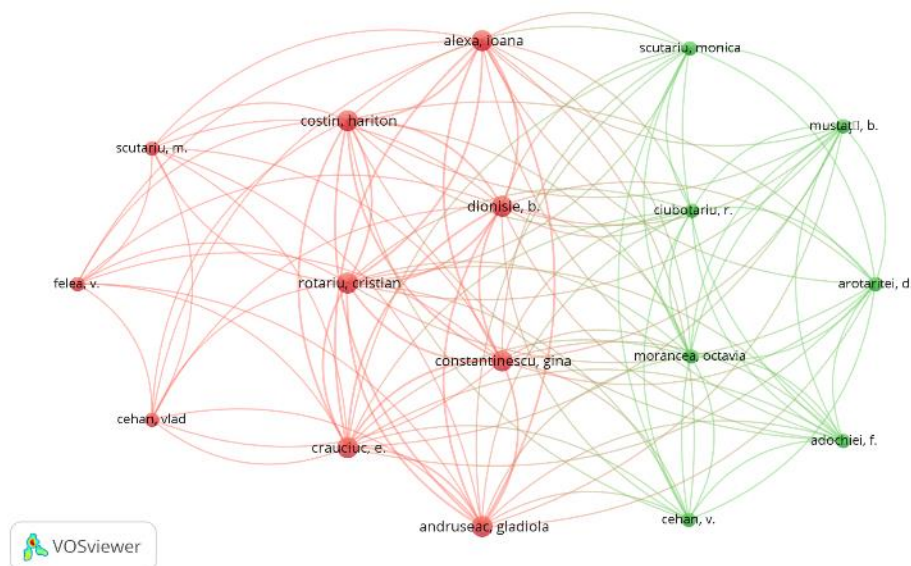 alexa, ioana
scutariu, monica
costin, hariton
mustaţ, b.
scutariu, m.
dionisie, b.
ciubotariu, r.
felea, v.
rotariu, cristian
arotaritei, d
constantinescu, gina
morancea, octavia
cehan, vlad
crauciuc, e.
adochiei, f.
andruseac, gladiola
cehan, v.
VOSviewer